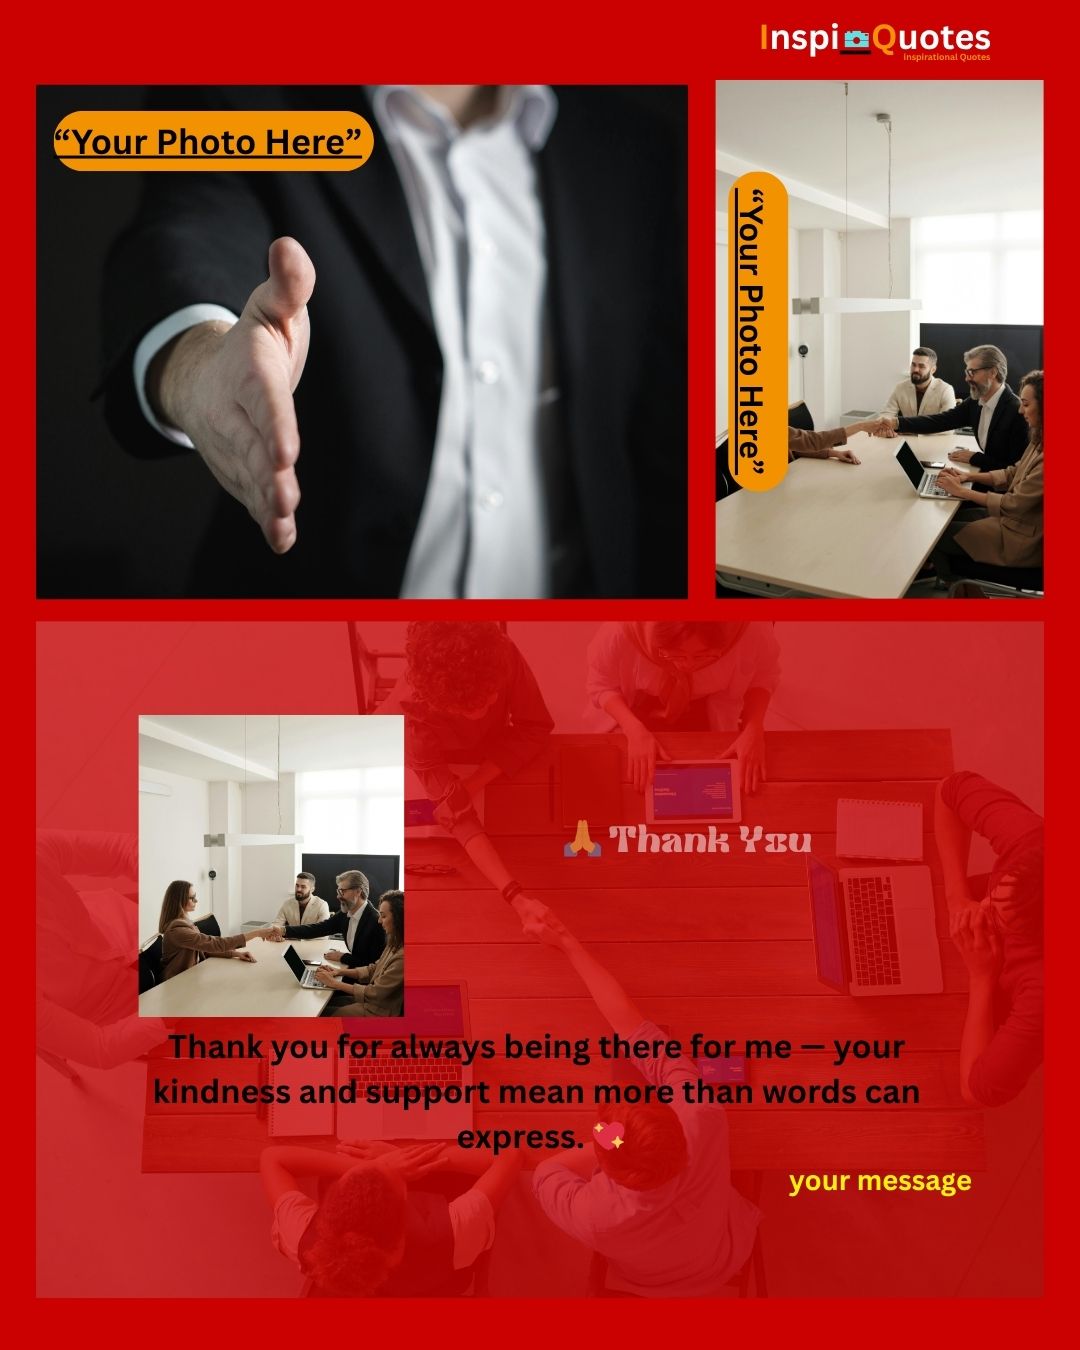 InspiQuotes
Inspirational Quotes
“Your Photo Here”
“Your Photo Here”
🙏Thank You
Thank you for always being there for me — your
kindness and support mean more than words can
express. 💖
your message